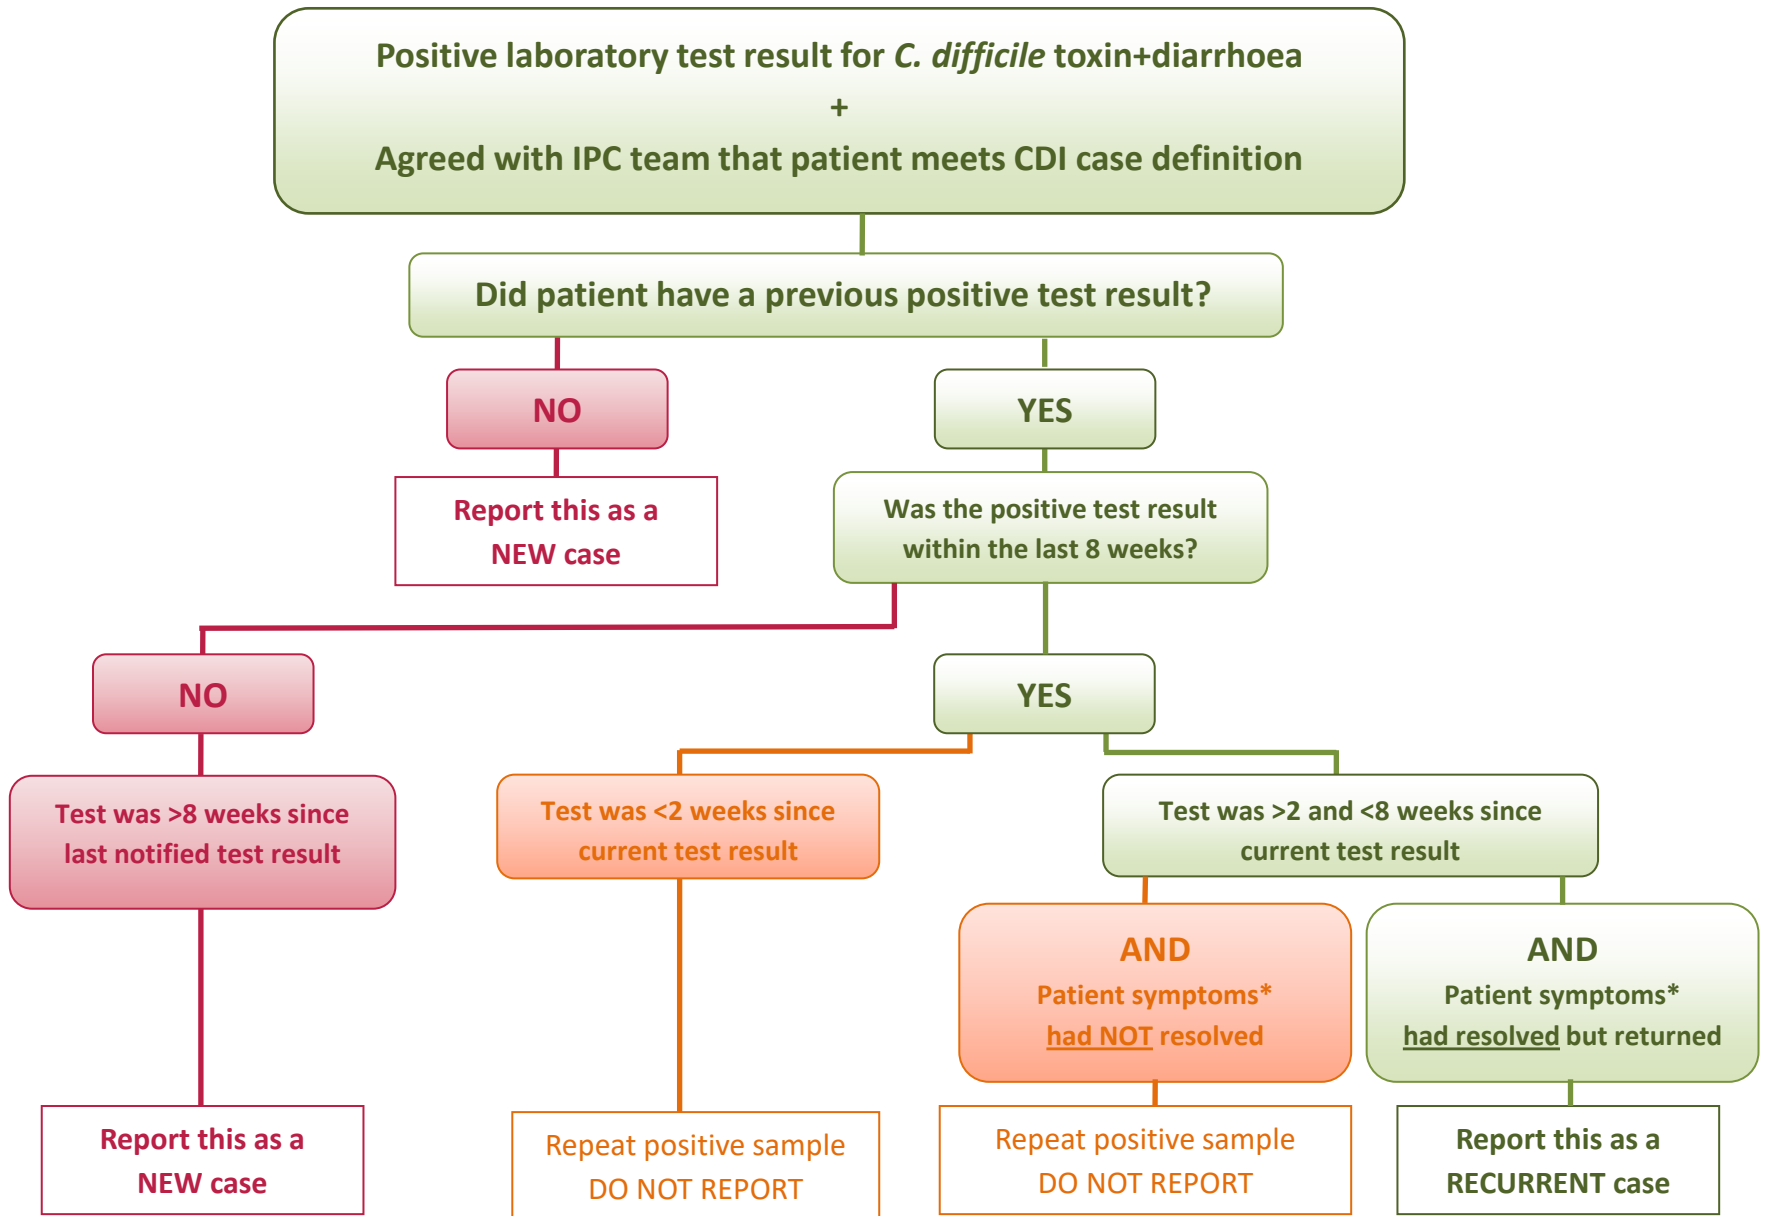 Positive laboratory test result for C. difficile toxin+diarrhoea
+
Agreed with IPC team that patient meets CDI case definition
Did patient have a previous positive test result?
NO
YES
Report this as a
NEW case
Was the positive test result
within the last 8 weeks?
NO
YES
Test was >8 weeks since
last notified test result
Test was <2 weeks since
current test result
Test was >2 and <8 weeks since
current test result
AND
Patient symptoms*
had NOT resolved
AND
Patient symptoms*
had resolved but returned
Report this as a
NEW case
Repeat positive sample
DO NOT REPORT
Repeat positive sample
DO NOT REPORT
Report this as a
RECURRENT case